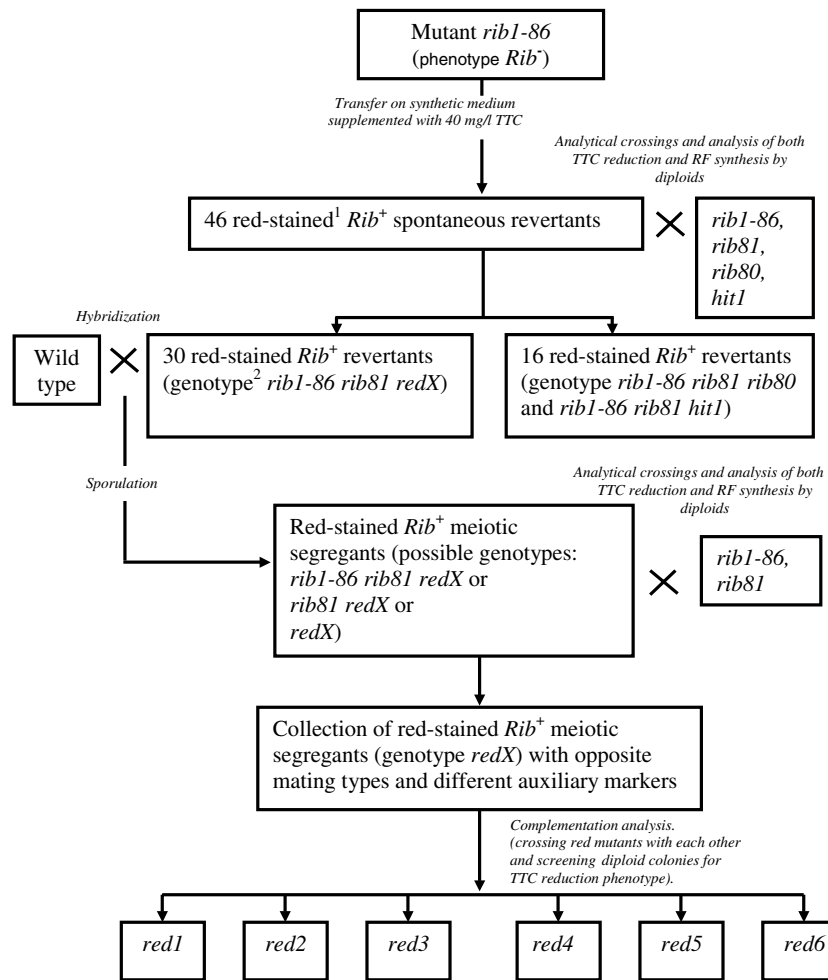 Mutant rib1-86
(phenotype Rib⁻)
Transfer on synthetic medium
supplemented with 40 mg/l TTC
Analytical crossings and analysis of both
TTC reduction and RF synthesis by
diploids
46 red-stained¹ Rib⁺ spontaneous revertants
rib1-86,
rib81,
rib80,
hit1
Hybridization
Wild
type
30 red-stained Rib⁺ revertants
(genotype² rib1-86 rib81 redX)
16 red-stained Rib⁺ revertants
(genotype rib1-86 rib81 rib80
and rib1-86 rib81 hit1)
Sporulation
Analytical crossings and analysis of both
TTC reduction and RF synthesis by
diploids
Red-stained Rib⁺ meiotic
segregants (possible genotypes:
rib1-86 rib81 redX or
rib81 redX or
redX)
rib1-86,
rib81
Collection of red-stained Rib⁺ meiotic
segregants (genotype redX) with opposite
mating types and different auxiliary markers
Complementation analysis.
(crossing red mutants with each other
and screening diploid colonies for
TTC reduction phenotype).
red1
red2
red3
red4
red5
red6